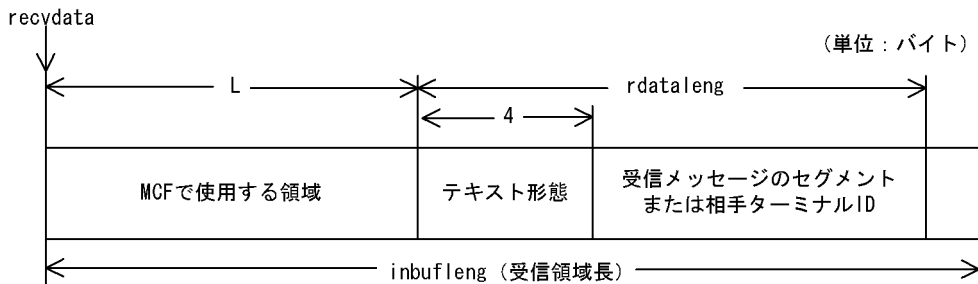 recvdata
(単位:バイト)
L
rdataleng
4
MCFで使用する領域
テキスト形態
受信メッセージのセグメント
または相手ターミナルID
inbufleng(受信領域長)